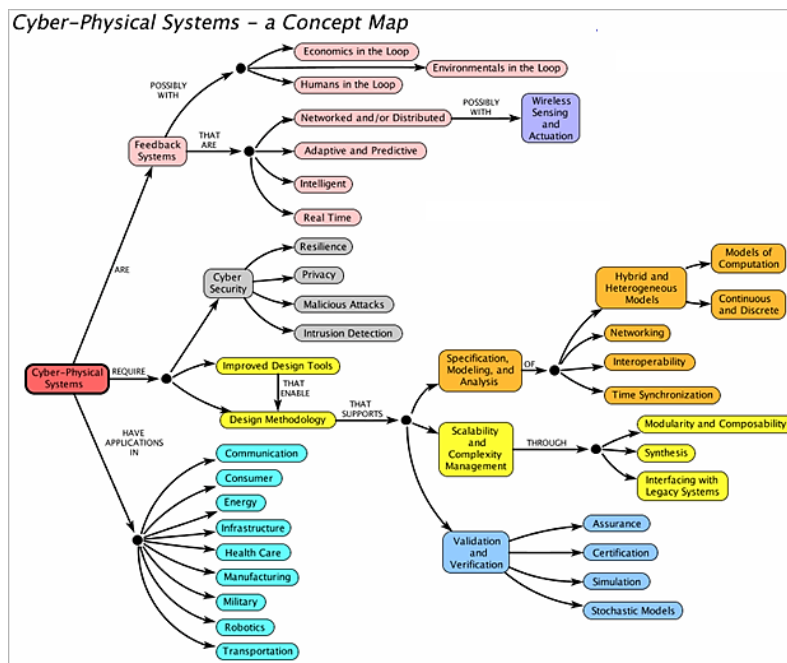 Cyber-Physical Systems - a Concept Map
Economics in the Loop
Environmentals in the Loop
Humans in the Loop
POSSIBLY
WITH
Networked and/or Distributed
POSSIBLY
WITH
Wireless
Sensing
and
Actuation
Feedback
Systems
THAT
ARE
Adaptive and Predictive
Intelligent
Real Time
ARE
Resilience
Cyber
Security
Privacy
Malicious Attacks
Intrusion Detection
Models of
Computation
Hybrid and
Heterogeneous
Models
Continuous
and Discrete
Networking
Cyber-Physical
Systems
REQUIRE
Improved Design Tools
THAT
ENABLE
Design Methodology
THAT
SUPPORTS
Specification,
Modeling, and
Analysis
OF
Interoperability
Time Synchronization
Scalability
and
Complexity
Management
THROUGH
Modularity and Composability
Synthesis
Interfacing with
Legacy Systems
HAVE
APPLICATIONS
IN
Communication
Consumer
Energy
Infrastructure
Health Care
Manufacturing
Military
Robotics
Transportation
Validation
and
Verification
Assurance
Certification
Simulation
Stochastic Models